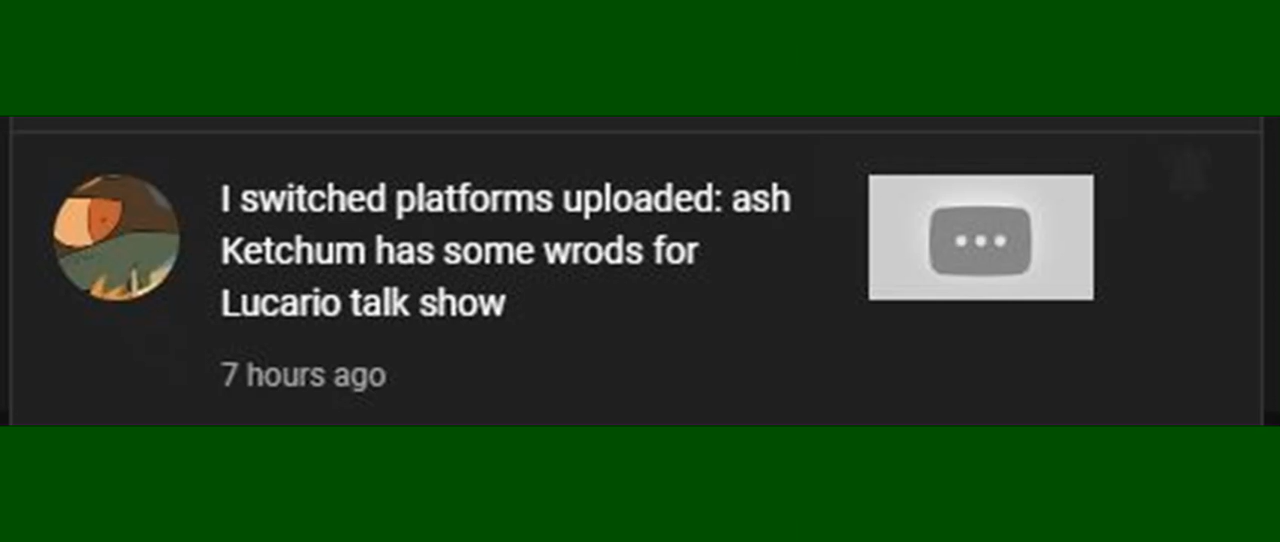 I switched platforms uploaded: ash
Ketchum has some wrods for
Lucario talk show
7 hours ago